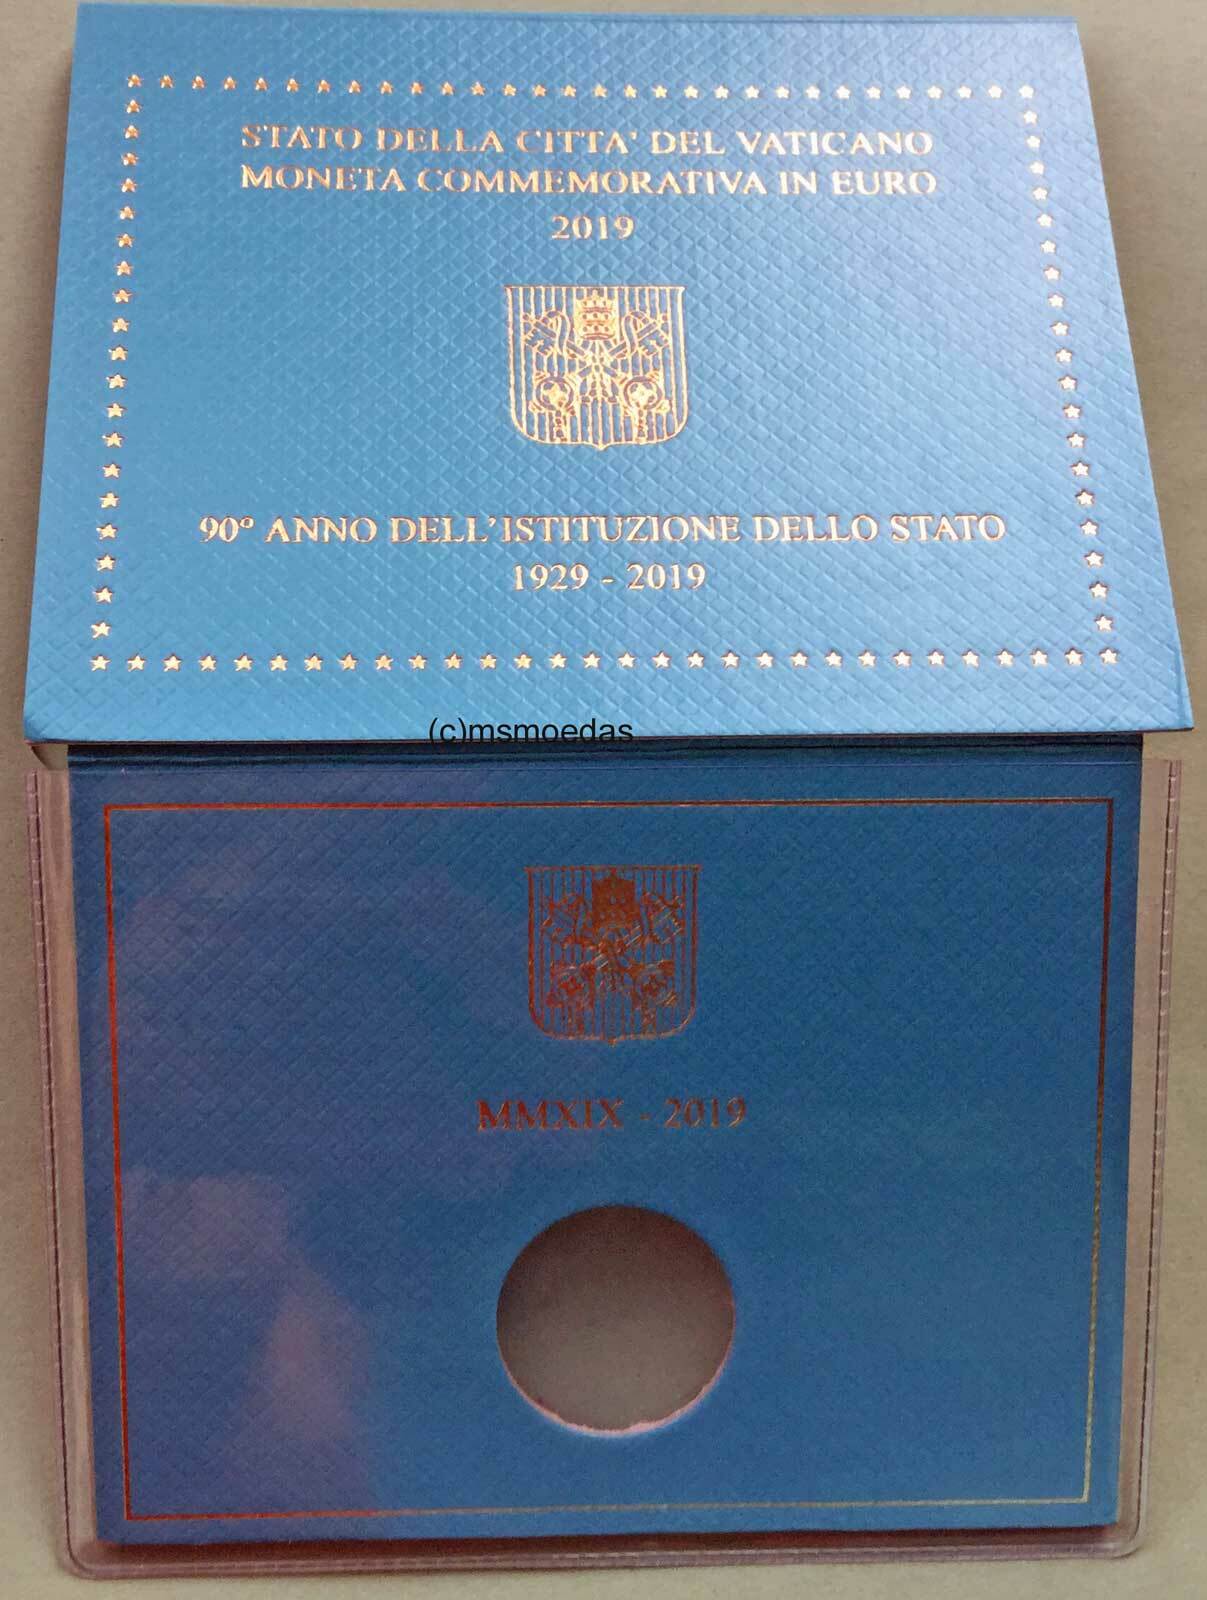 STATO DELLA CITTA' DEL VATICANO
MONETA COMMEMORATIVA IN EURO
2019
90° ANNO DELL'ISTITUZIONE DELLO STATO
1929 - 2019
(c)msmoedas
MMXIX - 2019